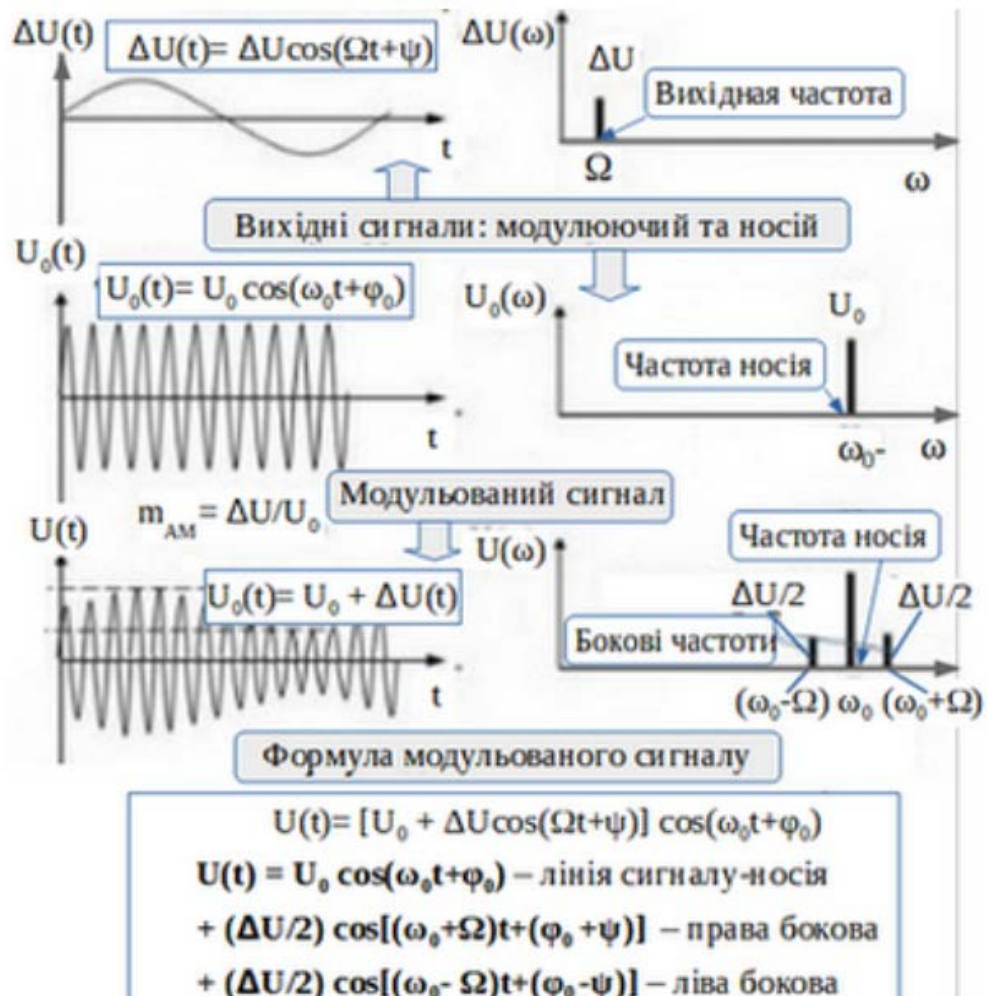 ΔU(t)
ΔU(t)= ΔUcos(Ωt+ψ)
ΔU(ω)
ΔU
Вихідная частота
t
Ω
ω
Вихідні сигнали: модулюючий та носій
U₀(t)
U₀(t)= U₀ cos(ω₀t+φ₀)
U₀(ω)
U₀
Частота носія
t
ω₀-
ω
Модульований сигнал
m_AM = ΔU/U₀
U(t)
U(ω)
Частота носія
U₀(t)= U₀ + ΔU(t)
ΔU/2
ΔU/2
Бокові частоти
t
(ω₀-Ω) ω₀ (ω₀+Ω)
Формула модульованого сигналу
U(t)= [U₀ + ΔUcos(Ωt+ψ)] cos(ω₀t+φ₀)
U(t) = U₀ cos(ω₀t+φ₀) – лінія сигналу-носія
+ (ΔU/2) cos[(ω₀+Ω)t+(φ₀+ψ)] – права бокова
+ (ΔU/2) cos[(ω₀- Ω)t+(φ₀-ψ)] – ліва бокова